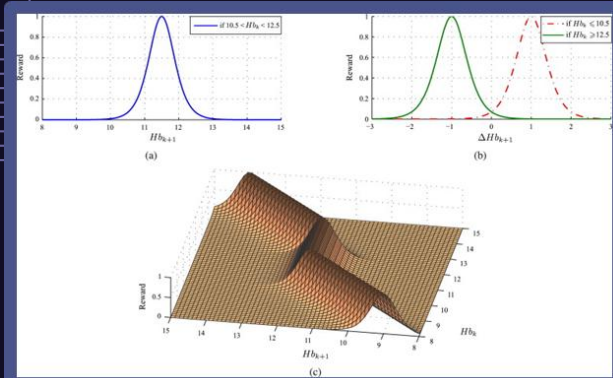 1
0.8
0.6
0.4
0.2
0
Reward
if 10.5 < Hb_k < 12.5
8 9 10 11 12 13 14 15
Hb_{k+1}
(a)
1
0.8
0.6
0.4
0.2
0
Reward
if Hb_k ⩽ 10.5
if Hb_k ⩾ 12.5
−3 −2 −1 0 1 2 3
ΔHb_{k+1}
(b)
1
0.5
0
Reward
15 14 13 12 11 10 9 8
Hb_{k+1}
15
14
13
12
11
10
9
8
Hb_k
(c)